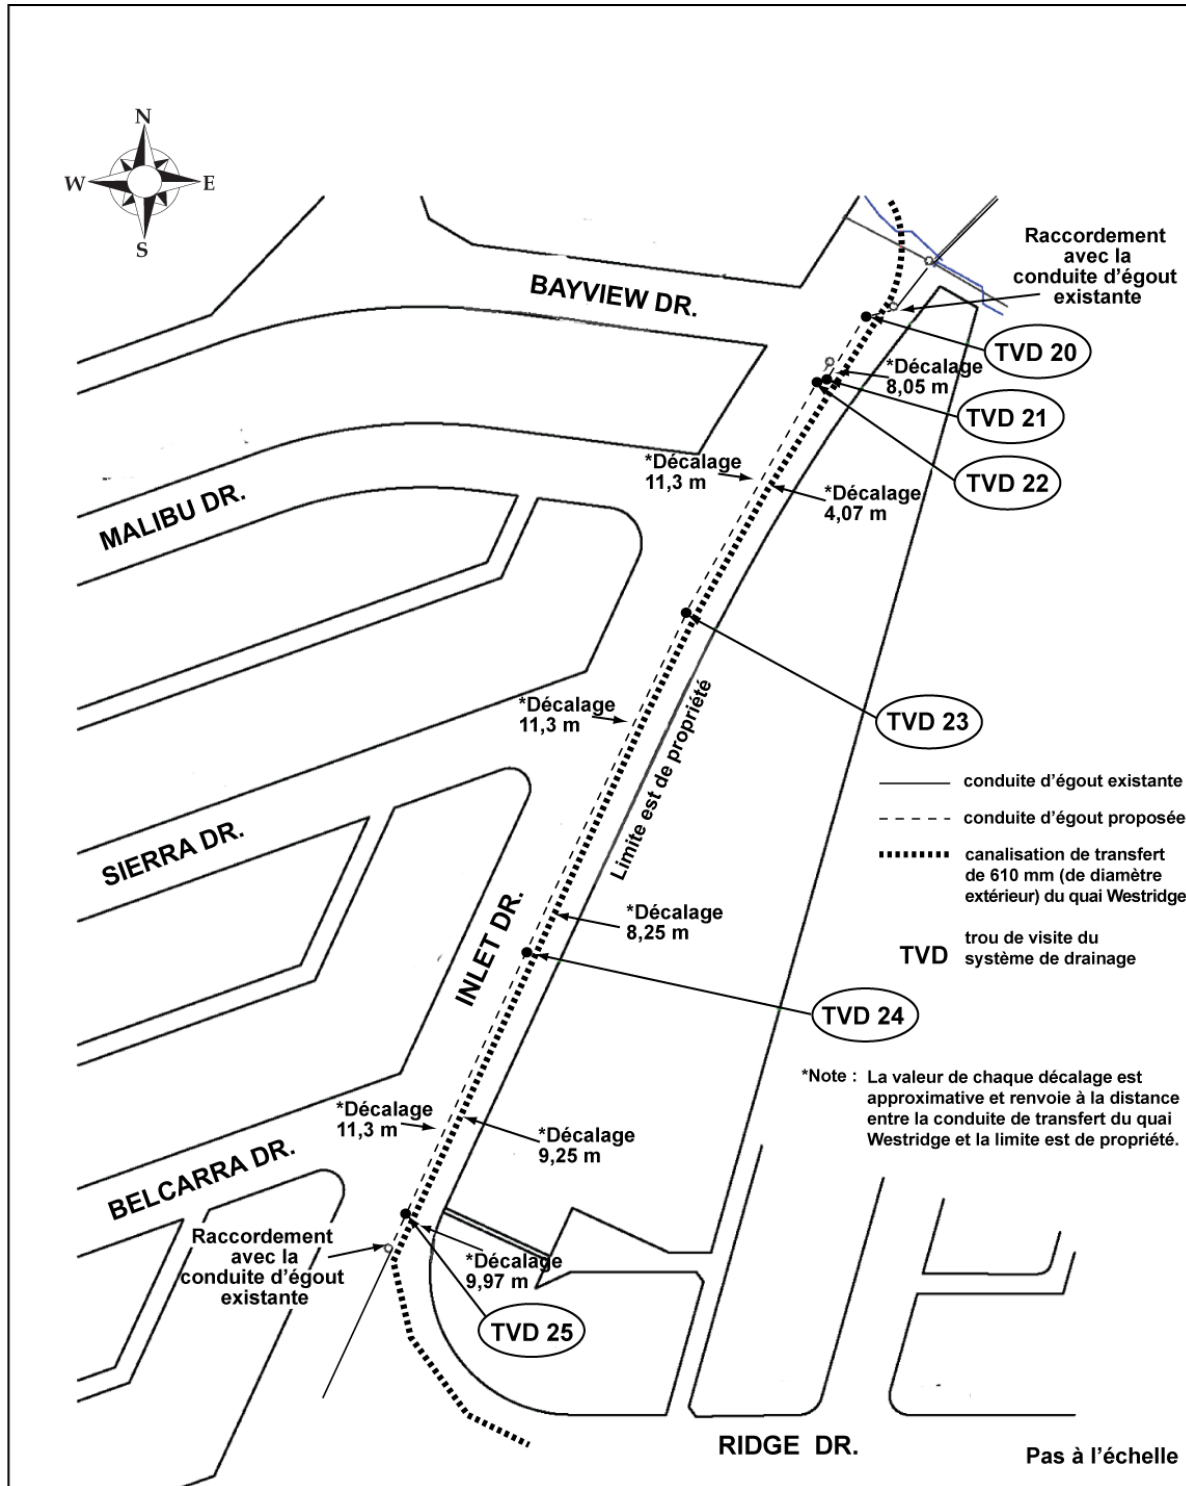 N
W
E
S
Raccordement
avec la
conduite d'égout
existante
BAYVIEW DR.
TVD 20
*Décalage
8,05 m
TVD 21
*Décalage
11,3 m
TVD 22
*Décalage
4,07 m
MALIBU DR.
*Décalage
11,3 m
Limite est de propriété
TVD 23
conduite d'égout existante
conduite d'égout proposée
canalisation de transfert
de 610 mm (de diamètre
extérieur) du quai Westridge
TVD
trou de visite du
système de drainage
SIERRA DR.
INLET DR.
*Décalage
8,25 m
TVD 24
*Note : La valeur de chaque décalage est
approximative et renvoie à la distance
entre la conduite de transfert du quai
Westridge et la limite est de propriété.
*Décalage
11,3 m
*Décalage
9,25 m
BELCARRA DR.
Raccordement
avec la
conduite d'égout
existante
*Décalage
9,97 m
TVD 25
RIDGE DR.
Pas à l'échelle